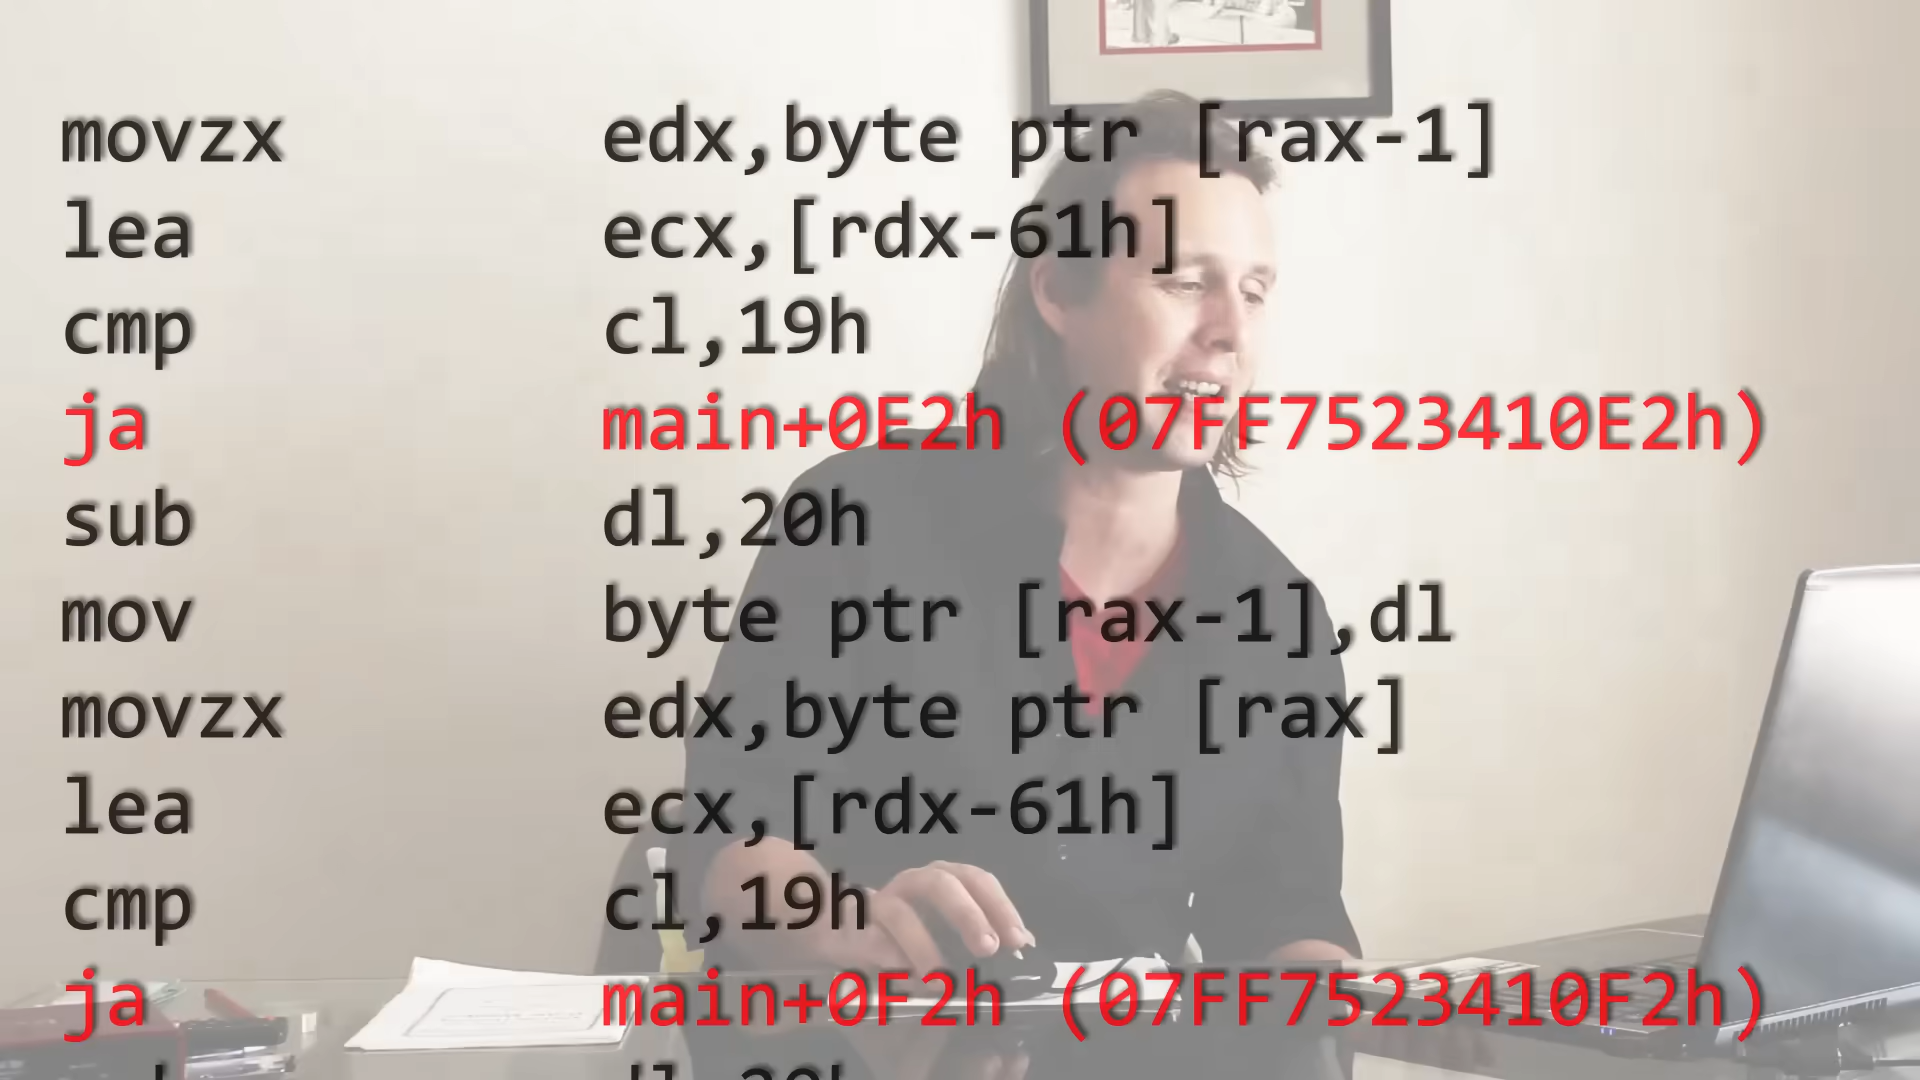 movzx edx,byte ptr [rax-1]
lea ecx,[rdx-61h]
cmp cl,19h
ja main+0E2h (07FF7523410E2h)
sub dl,20h
mov byte ptr [rax-1],dl
movzx edx,byte ptr [rax]
lea ecx,[rdx-61h]
cmp cl,19h
ja main+0F2h (07FF7523410F2h)